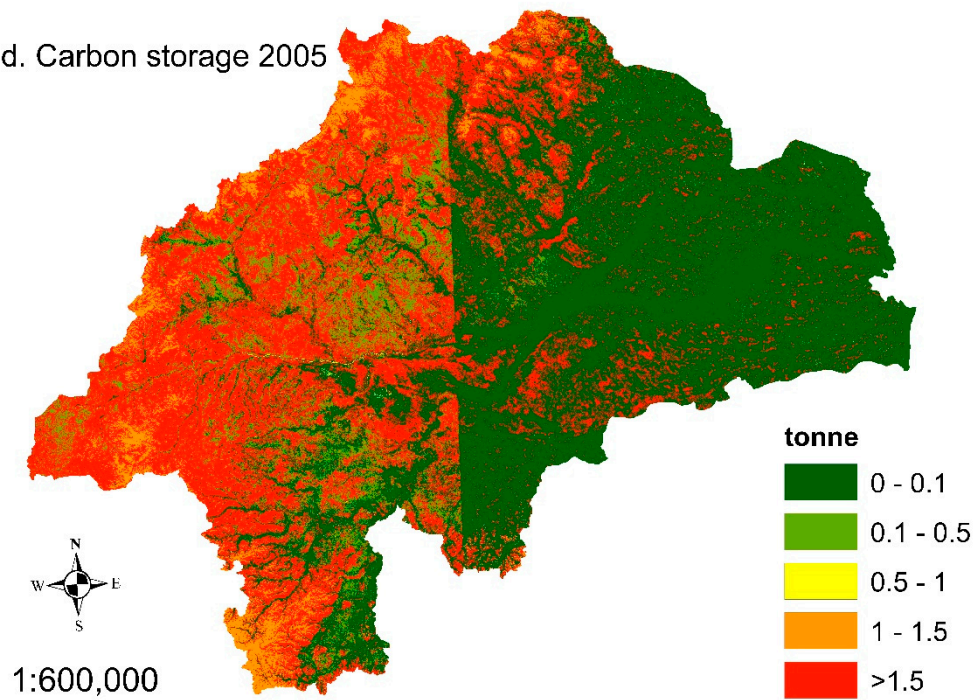 d. Carbon storage 2005
tonne
0 - 0.1
0.1 - 0.5
0.5 - 1
1 - 1.5
>1.5
N
W E
S
1:600,000